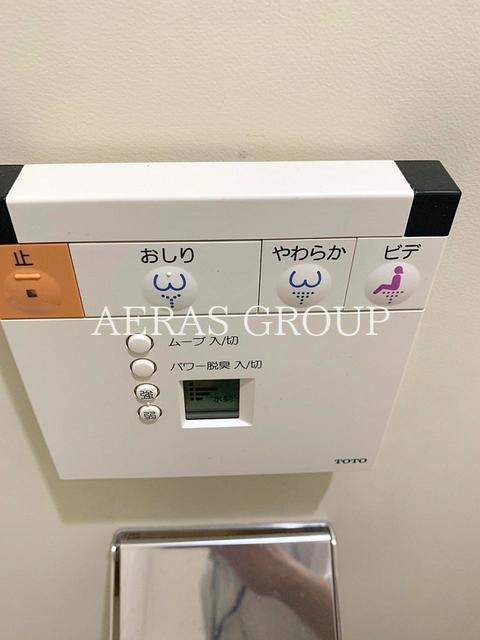 止 おしり やわらか ビデ
AERAS GROUP
ムーブ 入/切
パワー脱臭 入/切
強
弱
TOTO